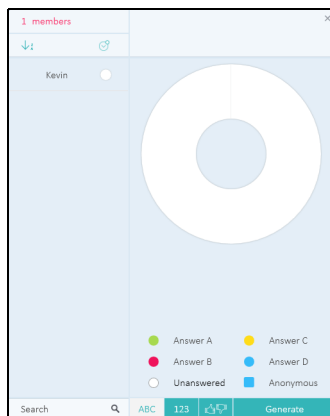 1 members
Kevin
Answer A
Answer C
Answer B
Answer D
Unanswered
Anonymous
Search
ABC
123
Generate